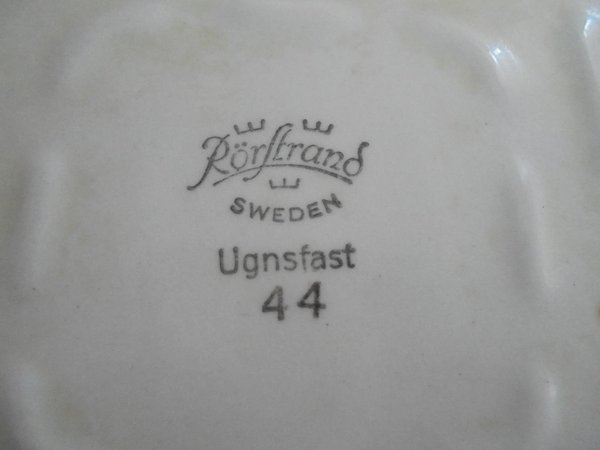 Rörstrand
SWEDEN
Ugnsfast
44